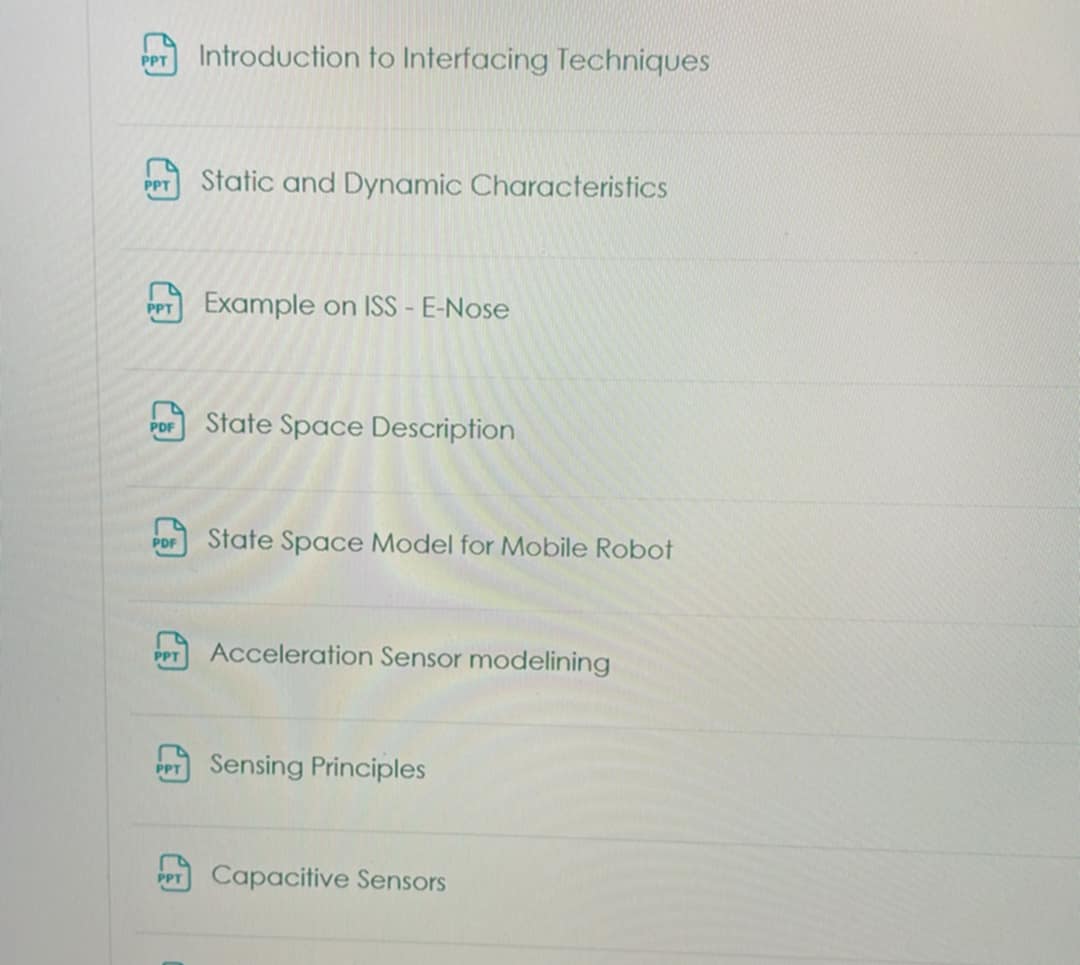 PPT Introduction to Interfacing Techniques
PPT Static and Dynamic Characteristics
PPT Example on ISS - E-Nose
PDF State Space Description
PDF State Space Model for Mobile Robot
PPT Acceleration Sensor modelining
PPT Sensing Principles
PPT Capacitive Sensors